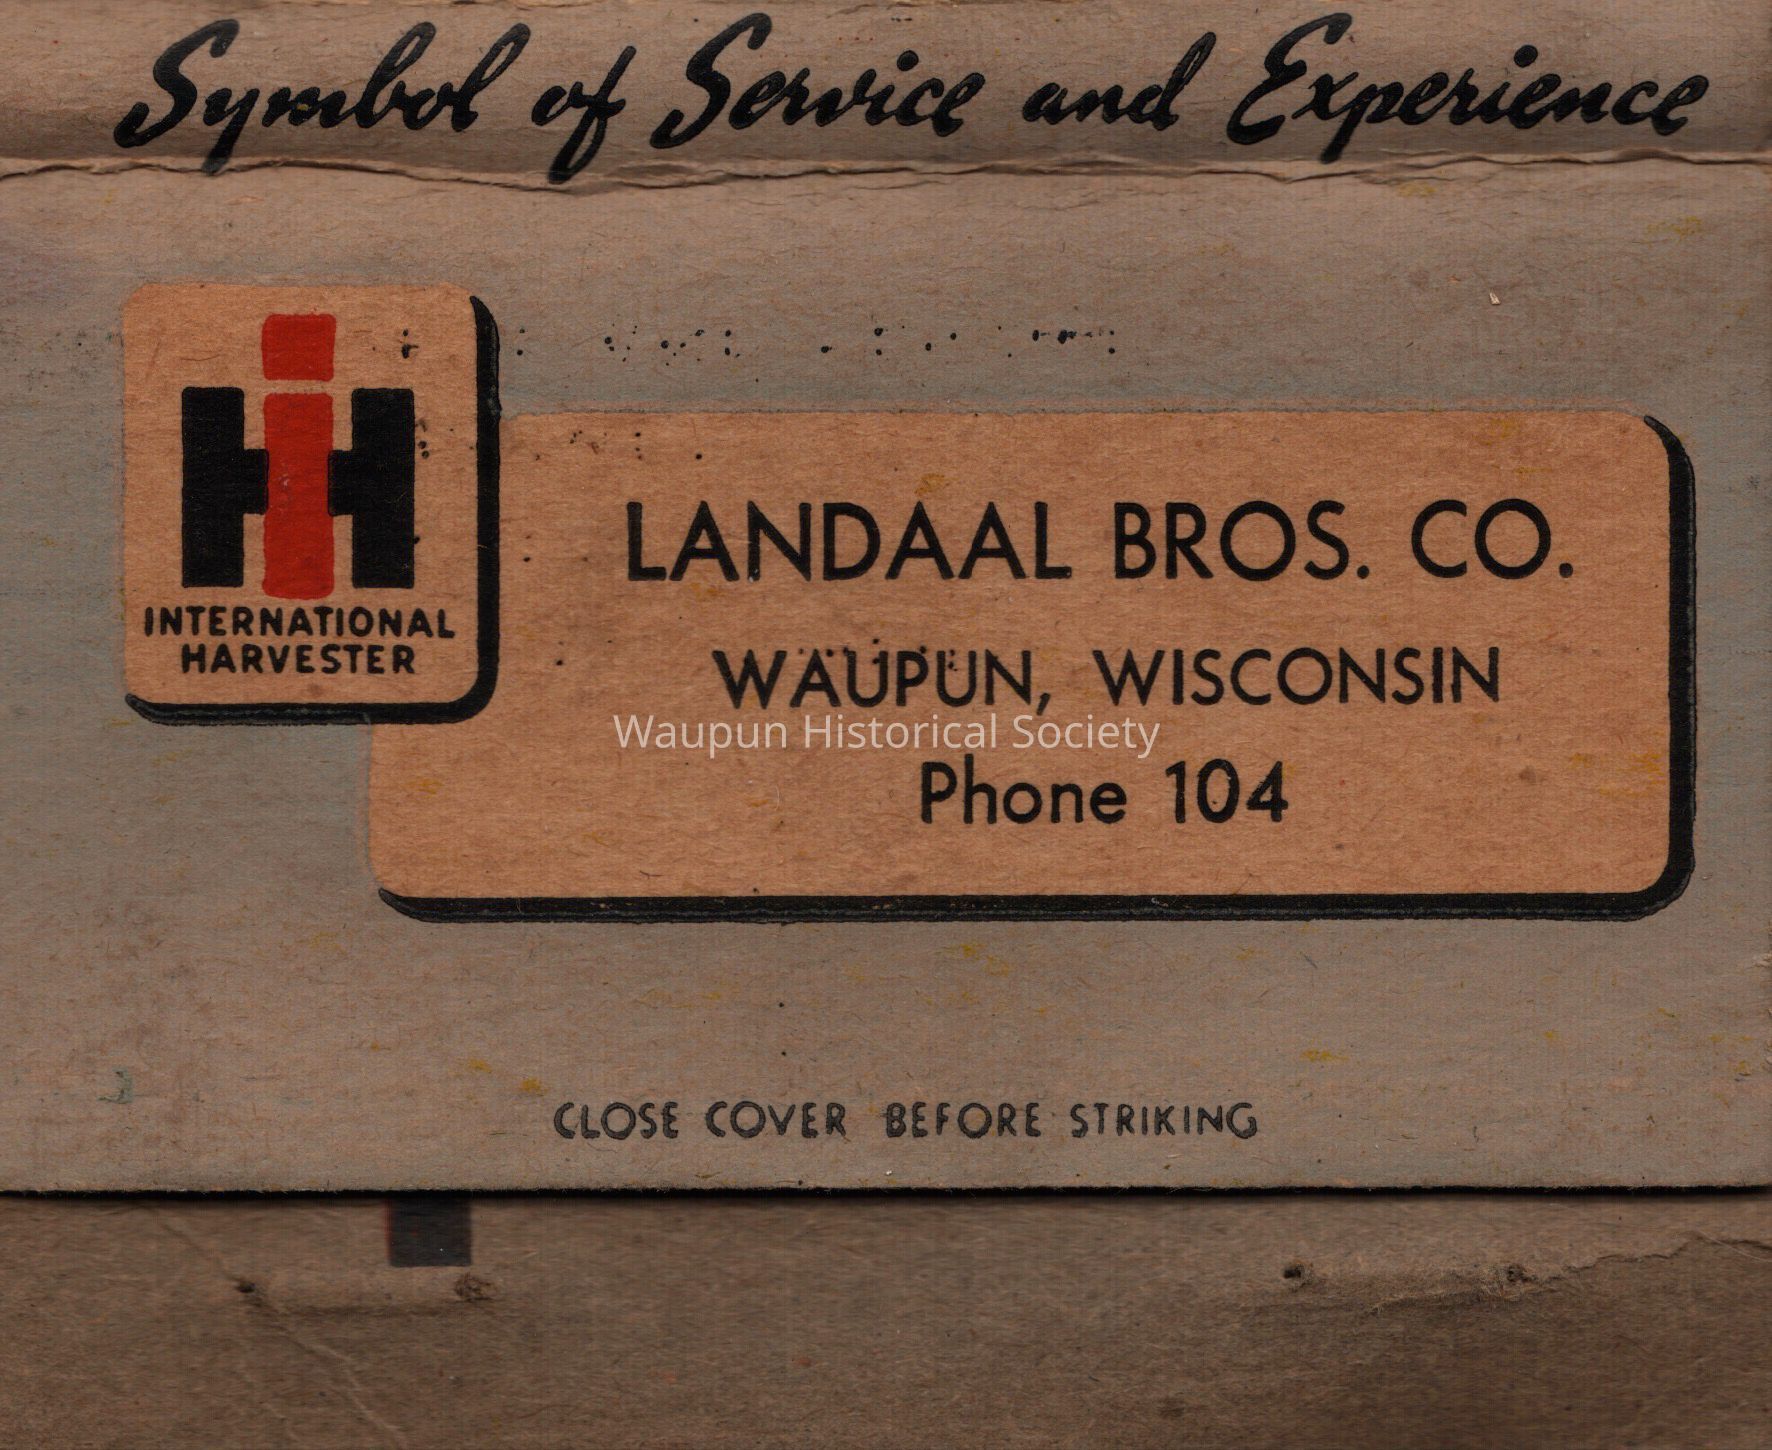 Symbol of Service and Experience
IH
INTERNATIONAL
HARVESTER
LANDAAL BROS. CO.
WAUPUN, WISCONSIN
Waupun Historical Society
Phone 104
CLOSE COVER BEFORE STRIKING